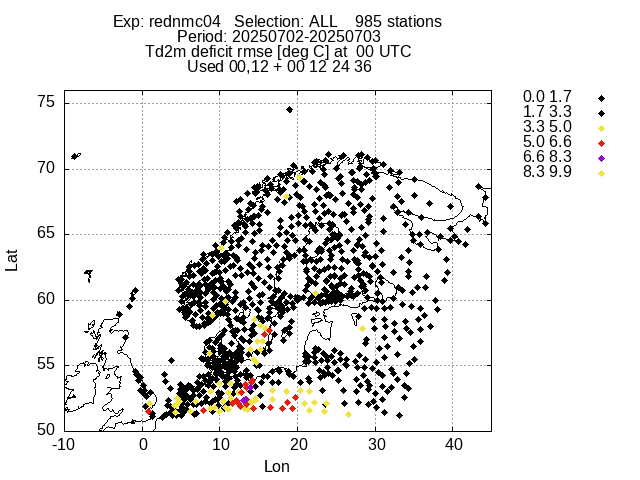 Exp: rednmc04 Selection: ALL 985 stations
Period: 20250702-20250703
Td2m deficit rmse [deg C] at 00 UTC
Used 00,12 + 00 12 24 36
0.0 1.7
1.7 3.3
3.3 5.0
5.0 6.6
6.6 8.3
8.3 9.9
75
70
65
60
55
50
Lat
-10 0 10 20 30 40
Lon